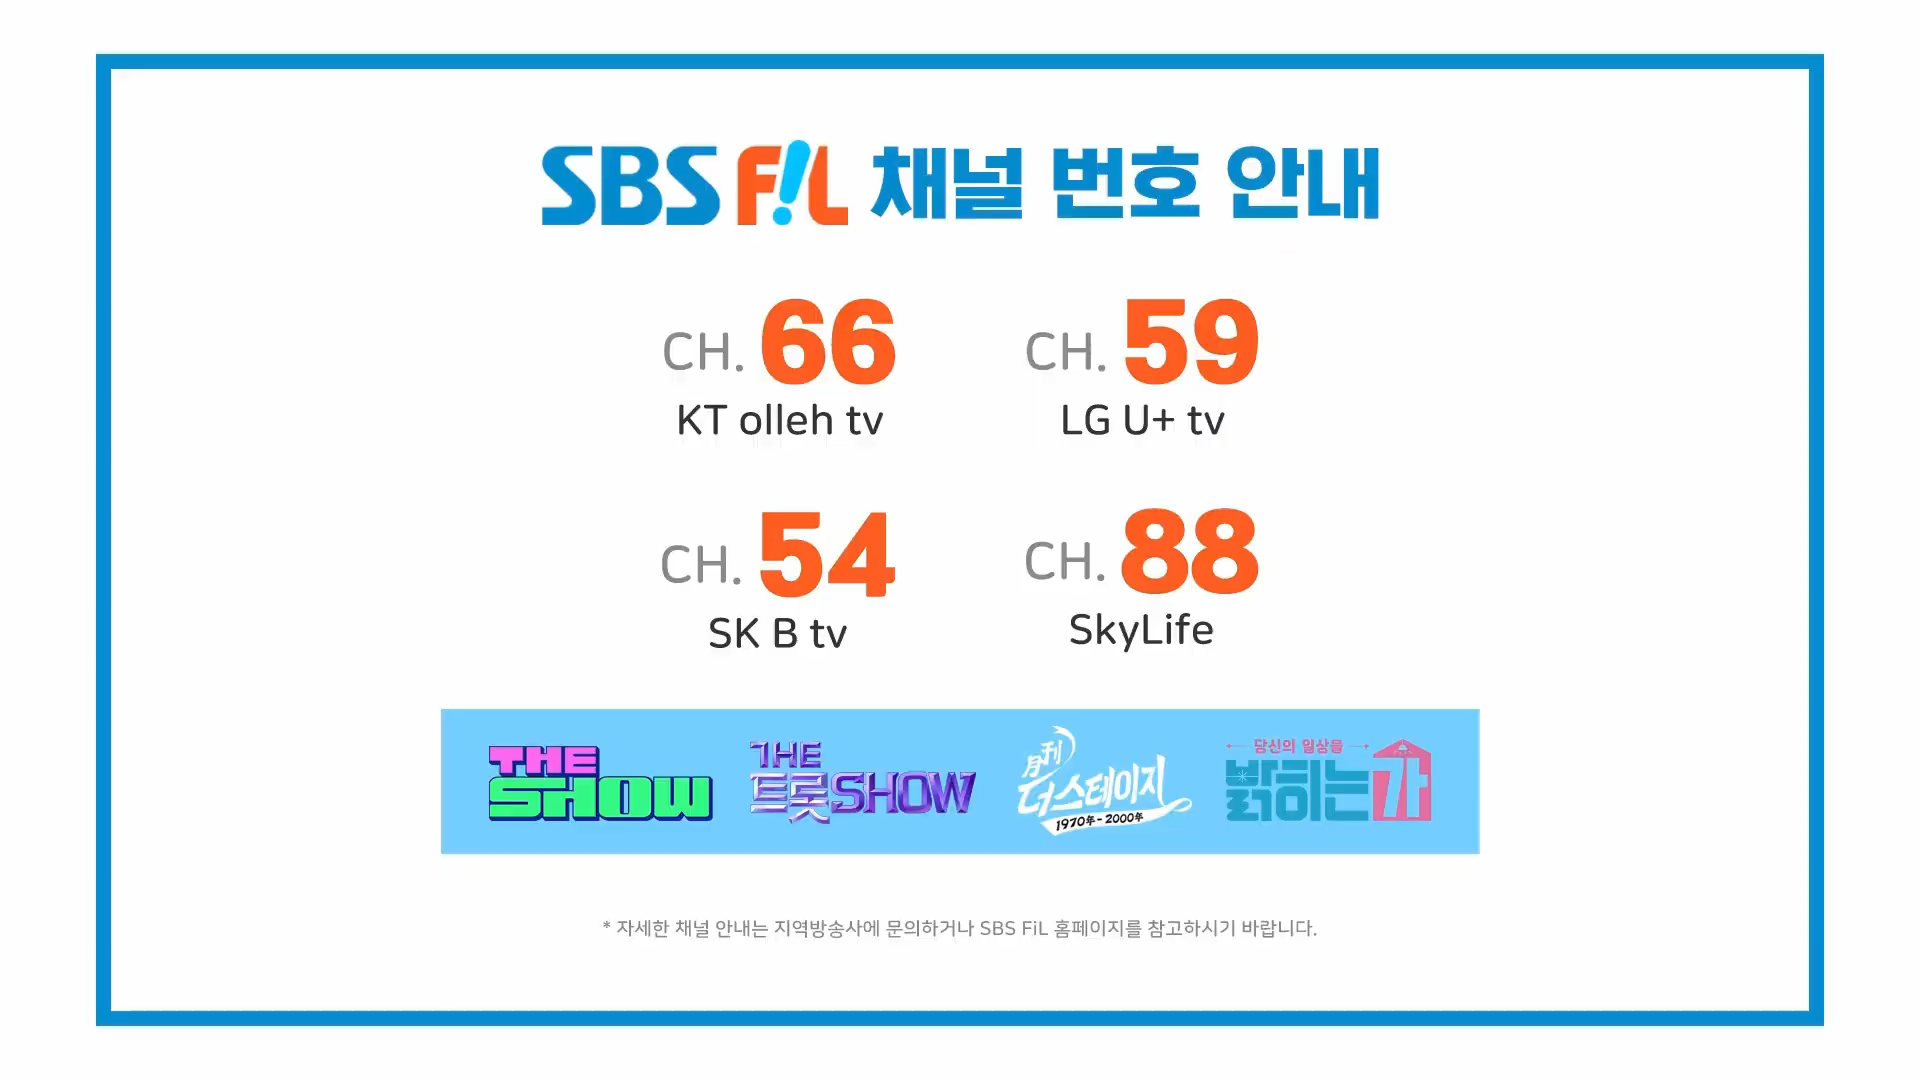 SBS F!L 채널 번호 안내
CH. 66
KT olleh tv
CH. 59
LG U+ tv
CH. 54
SK B tv
CH. 88
SkyLife
THE
SHOW
THE
트롯SHOW
月刊
더스테이지
1970年-2000年
당신의 일상을
밝히는가
* 자세한 채널 안내는 지역방송사에 문의하거나 SBS FiL 홈페이지를 참고하시기 바랍니다.